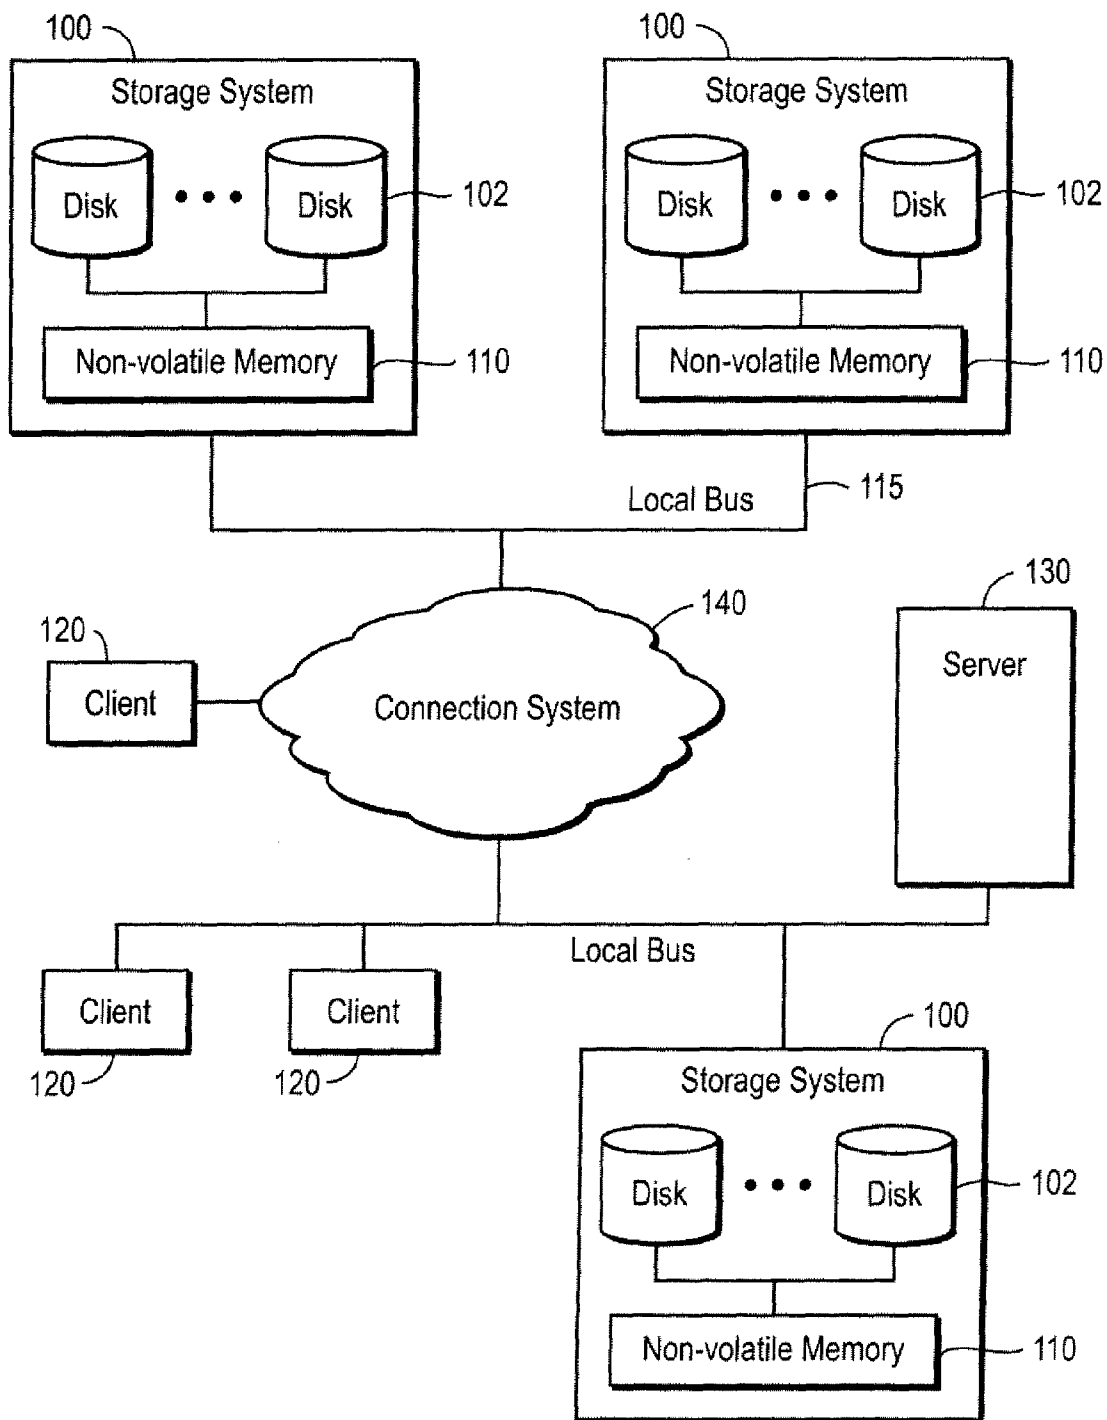 100
100
Storage System
Storage System
Disk
Disk
102
Disk
Disk
102
Non-volatile Memory
110
Non-volatile Memory
110
Local Bus
115
130
120
140
Client
Connection System
Server
Local Bus
Client
Client
120
120
100
Storage System
Disk
Disk
102
Non-volatile Memory
110